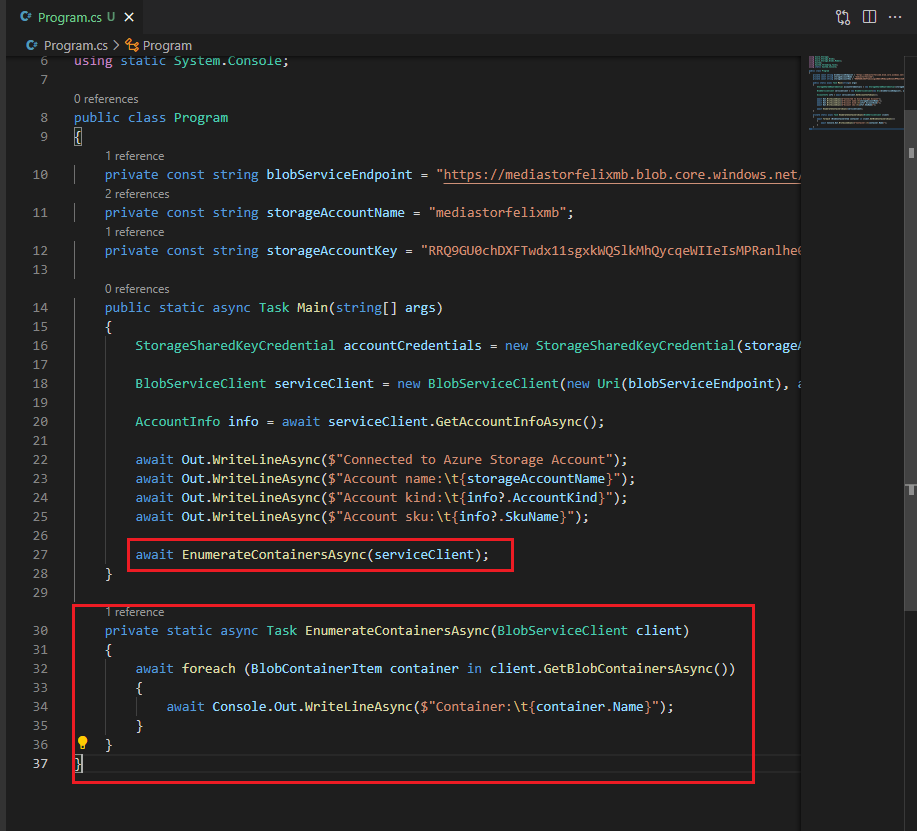 Program.cs U
Program.cs > Program
6 using static System.Console;
7
0 references
8 public class Program
9 {
1 reference
10 private const string blobServiceEndpoint = "https://mediastorfelixmb.blob.core.windows.net/
2 references
11 private const string storageAccountName = "mediastorfelixmb";
1 reference
12 private const string storageAccountKey = "RRQ9GU0chDXFTwdx11sgxkWQSlkMhQycqeWIIeIsMPRanlhe
13
0 references
14 public static async Task Main(string[] args)
15 {
16 StorageSharedKeyCredential accountCredentials = new StorageSharedKeyCredential(storageA
17
18 BlobServiceClient serviceClient = new BlobServiceClient(new Uri(blobServiceEndpoint), a
19
20 AccountInfo info = await serviceClient.GetAccountInfoAsync();
21
22 await Out.WriteLineAsync($"Connected to Azure Storage Account");
23 await Out.WriteLineAsync($"Account name:\t{storageAccountName}");
24 await Out.WriteLineAsync($"Account kind:\t{info?.AccountKind}");
25 await Out.WriteLineAsync($"Account sku:\t{info?.SkuName}");
26
27 await EnumerateContainersAsync(serviceClient);
28 }
29
1 reference
30 private static async Task EnumerateContainersAsync(BlobServiceClient client)
31 {
32 await foreach (BlobContainerItem container in client.GetBlobContainersAsync())
33 {
34 await Console.Out.WriteLineAsync($"Container:\t{container.Name}");
35 }
36 }
37 }